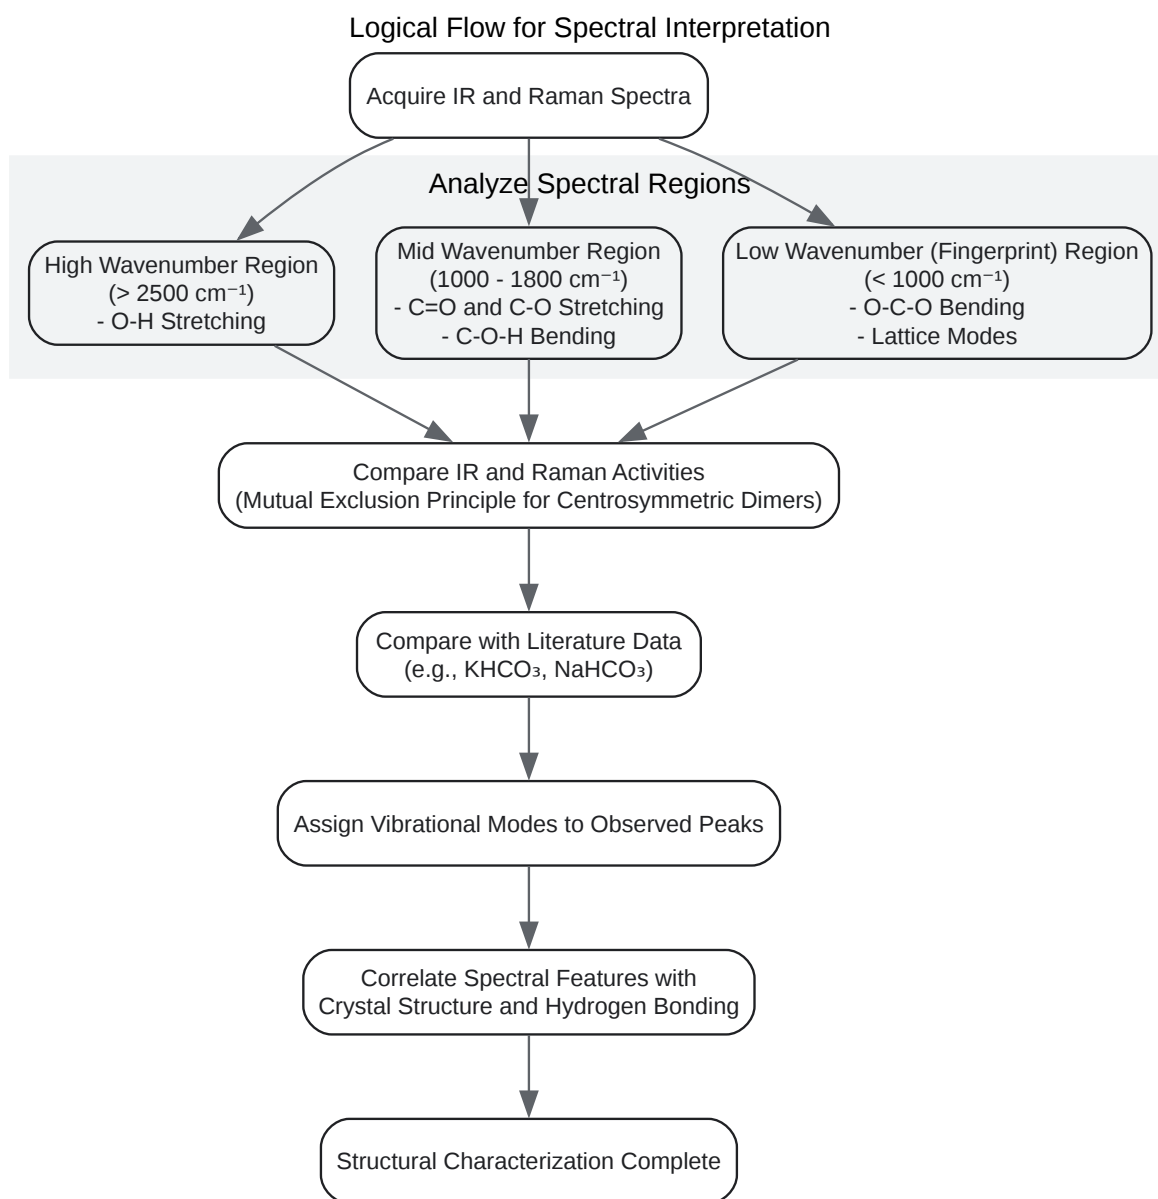 Logical Flow for Spectral Interpretation
Acquire IR and Raman Spectra
Analyze Spectral Regions
High Wavenumber Region
(> 2500 cm⁻¹)
- O-H Stretching
Mid Wavenumber Region
(1000 - 1800 cm⁻¹)
- C=O and C-O Stretching
- C-O-H Bending
Low Wavenumber (Fingerprint) Region
(< 1000 cm⁻¹)
- O-C-O Bending
- Lattice Modes
Compare IR and Raman Activities
(Mutual Exclusion Principle for Centrosymmetric Dimers)
Compare with Literature Data
(e.g., KHCO₃, NaHCO₃)
Assign Vibrational Modes to Observed Peaks
Correlate Spectral Features with
Crystal Structure and Hydrogen Bonding
Structural Characterization Complete